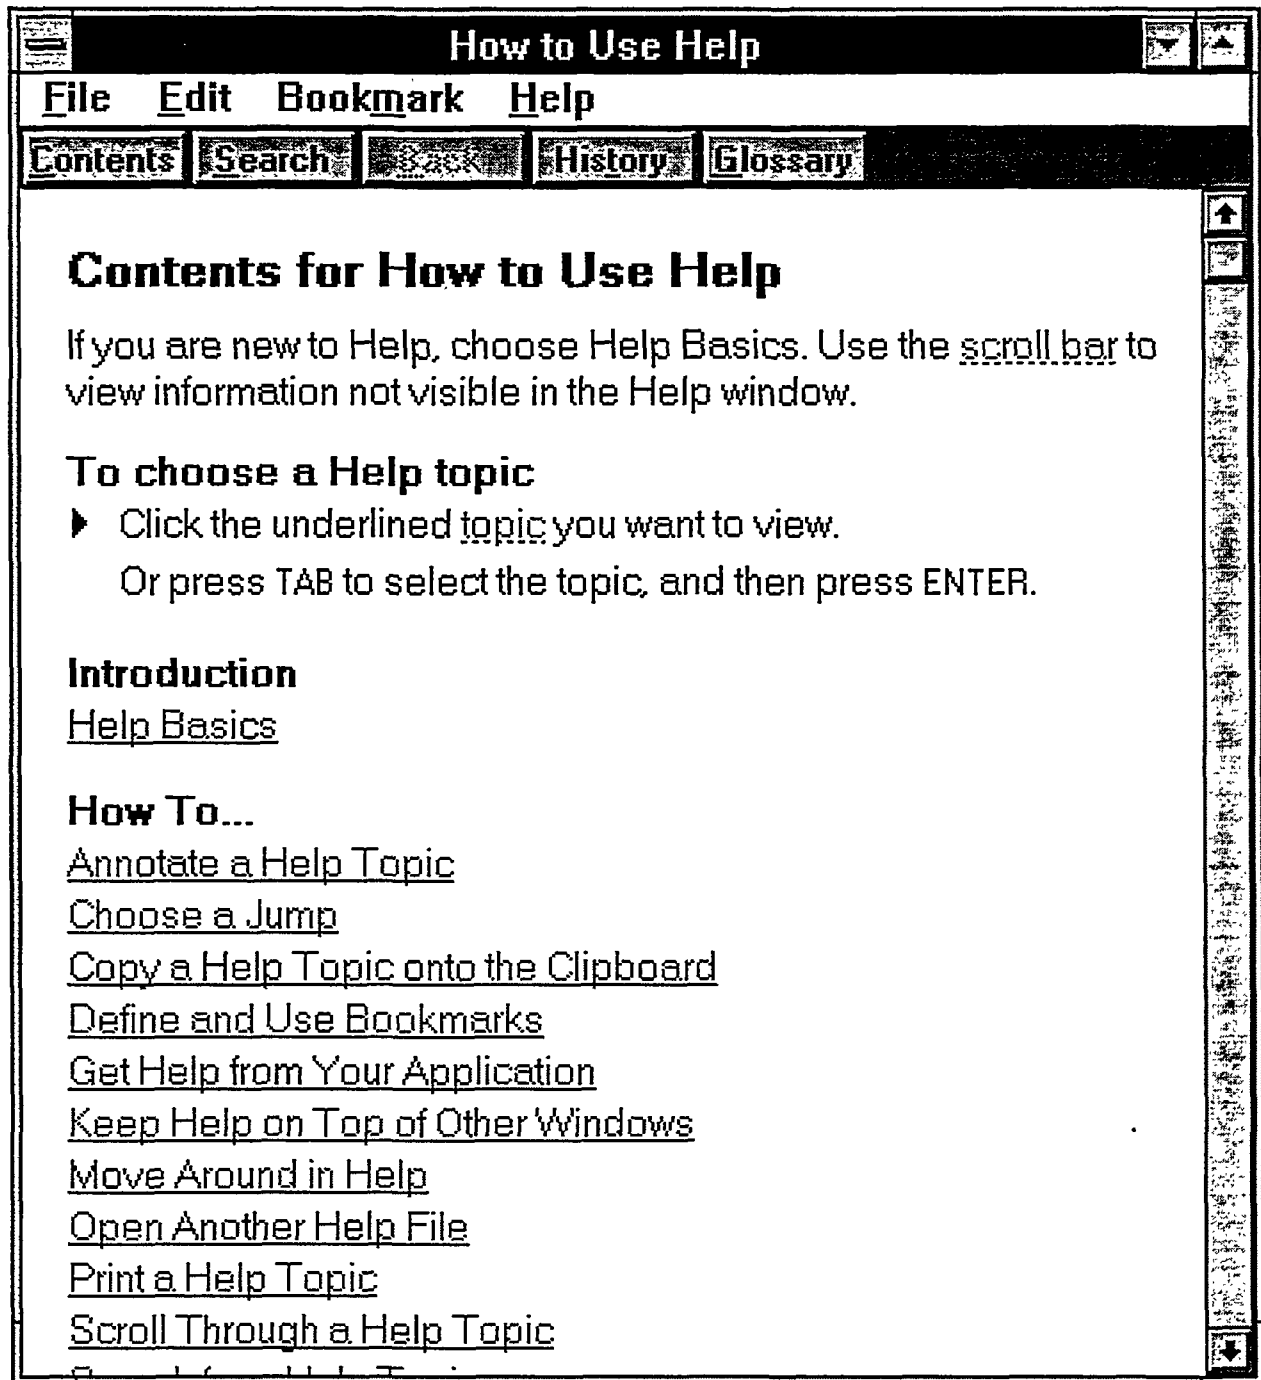 How to Use Help
File Edit Bookmark Help
Contents Search Back History Glossary
Contents for How to Use Help
If you are new to Help, choose Help Basics. Use the scroll bar to
view information not visible in the Help window.
To choose a Help topic
Click the underlined topic you want to view.
Or press TAB to select the topic, and then press ENTER.
Introduction
Help Basics
How To...
Annotate a Help Topic
Choose a Jump
Copy a Help Topic onto the Clipboard
Define and Use Bookmarks
Get Help from Your Application
Keep Help on Top of Other Windows
Move Around in Help
Open Another Help File
Print a Help Topic
Scroll Through a Help Topic